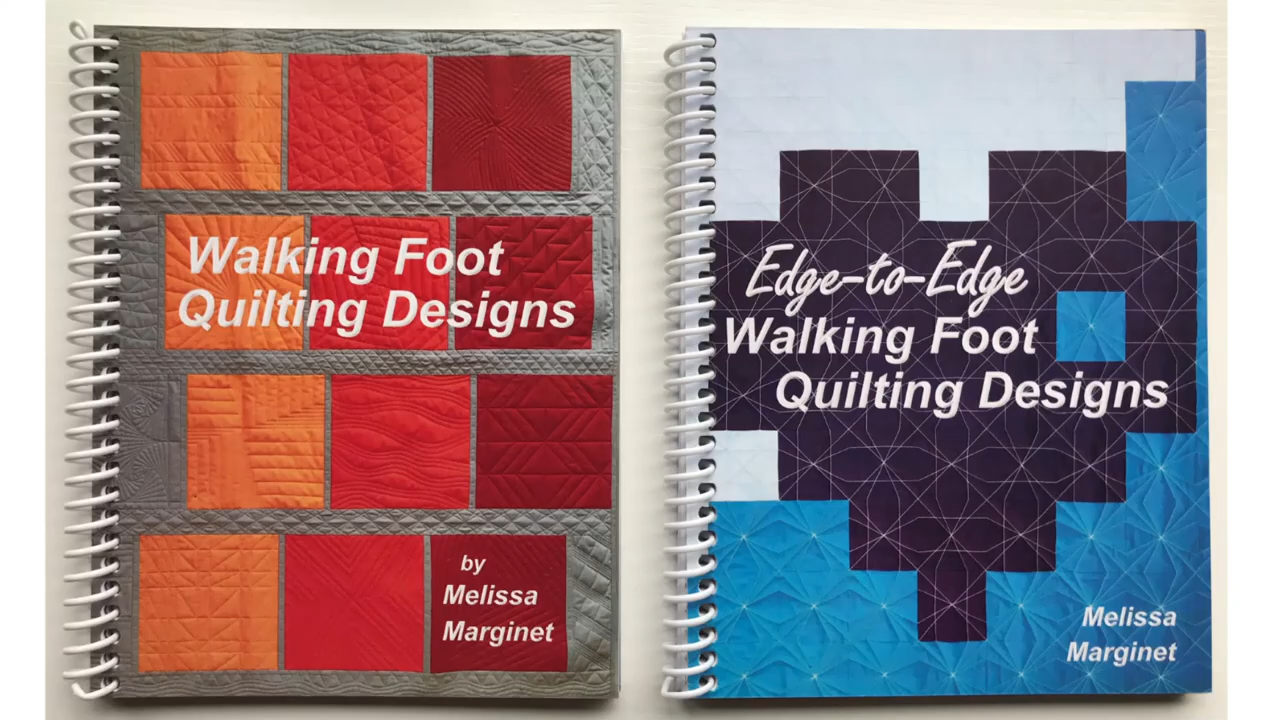 Walking Foot
Quilting Designs
by
Melissa
Marginet
Edge-to-Edge
Walking Foot
Quilting Designs
Melissa
Marginet